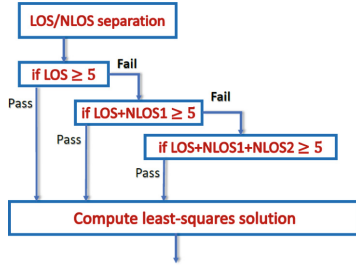 LOS/NLOS separation
if LOS ≥ 5
Fail
Pass
if LOS+NLOS1 ≥ 5
Fail
Pass
if LOS+NLOS1+NLOS2 ≥ 5
Pass
Compute least-squares solution